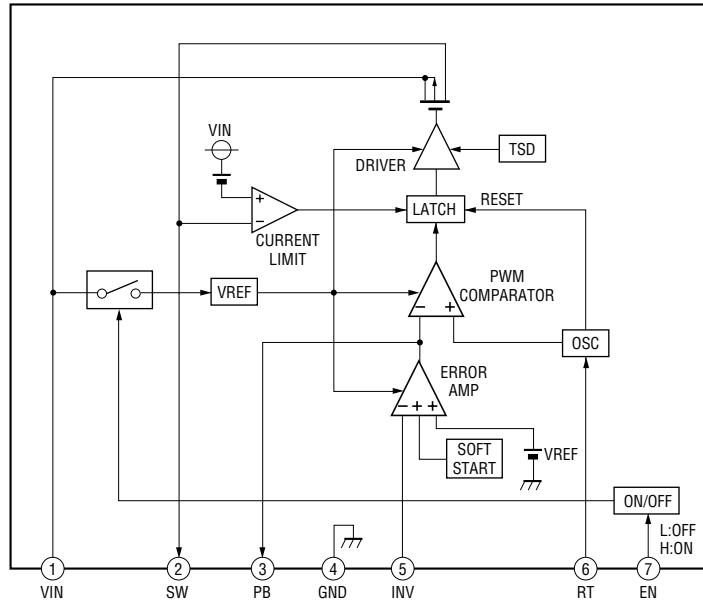 VIN
DRIVER
TSD
+
−
LATCH
RESET
CURRENT
LIMIT
VREF
PWM
COMPARATOR
− +
OSC
ERROR
AMP
− + +
SOFT
START
VREF
ON/OFF
L:OFF
H:ON
1 2 3 4 5 6 7
VIN SW PB GND INV RT EN